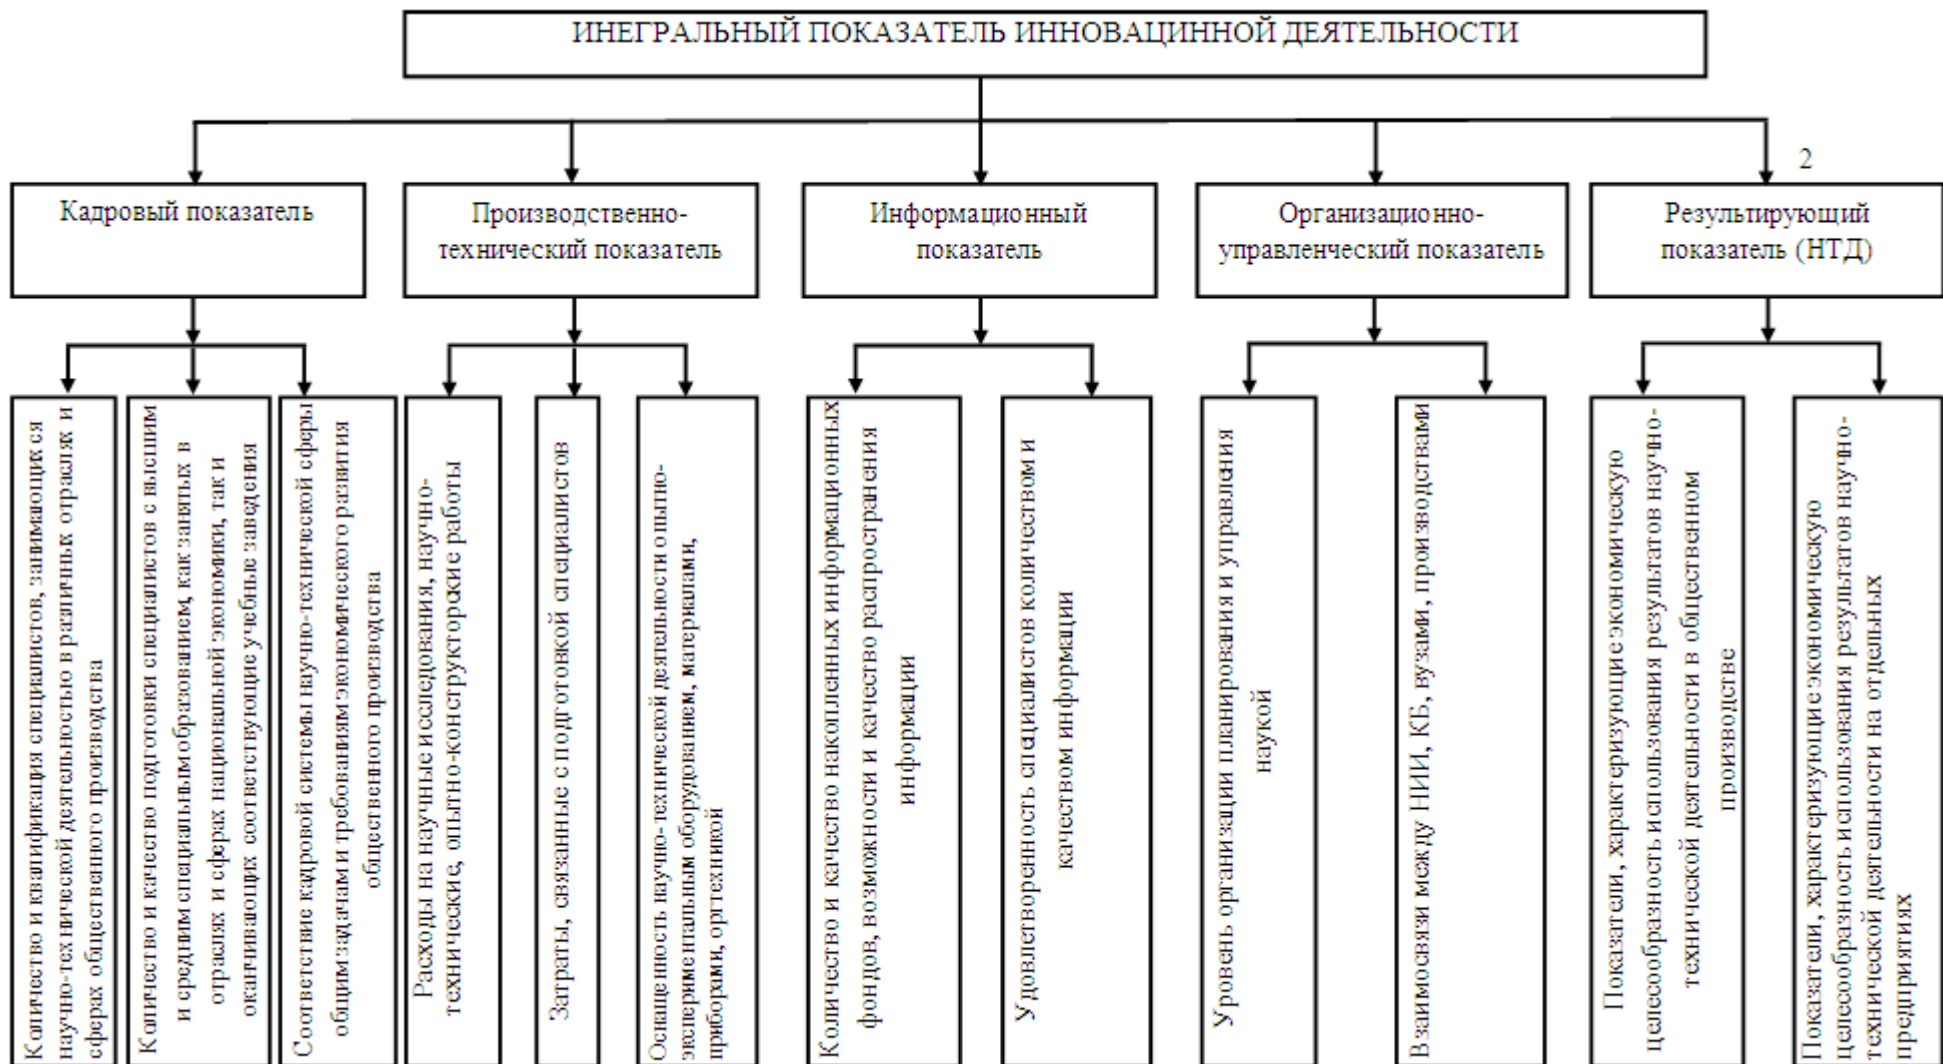 ИНЕГРАЛЬНЫЙ ПОКАЗАТЕЛЬ ИННОВАЦИННОЙ ДЕЯТЕЛЬНОСТИ
2
Кадровый показатель
Производственно-
технический показатель
Информационный
показатель
Организационно-
управленческий показатель
Результирующий
показатель (НТД)
Количество и квалификация специалистов, занимающихся
научно-технической деятельностью в различных отраслях и
сферах общественного производства
Количество и качество подготовки специалистов с высшим
и средним специальным образованием, как занятых в
отраслях и сферах национальной экономики, так и
оканчивающих соответствующие учебные заведения
Соответствие кадровой системы научно-технической сферы
общим задачам и требованиям экономического развития
общественного производства
Расходы на научные исследования, научно-
технические, опытно-конструкторские работы
Затраты, связанные с подготовкой специалистов
Оснащенность научно-технической деятельности опытно-
экспериментальным оборудованием, материалами,
приборами, оргтехникой
Количество и качество накопленных информационных
фондов, возможности и качество распространения
информации
Удовлетворенность специалистов количеством и
качеством информации
Уровень организации планирования и управления
наукой
Взаимосвязи между НИИ, КБ, вузами, производствами
Показатели, характеризующие экономическую
целесообразность использования результатов научно-
технической деятельности в общественном
производстве
Показатели, характеризующие экономическую
целесообразность использования результатов научно-
технической деятельности на отдельных
предприятиях